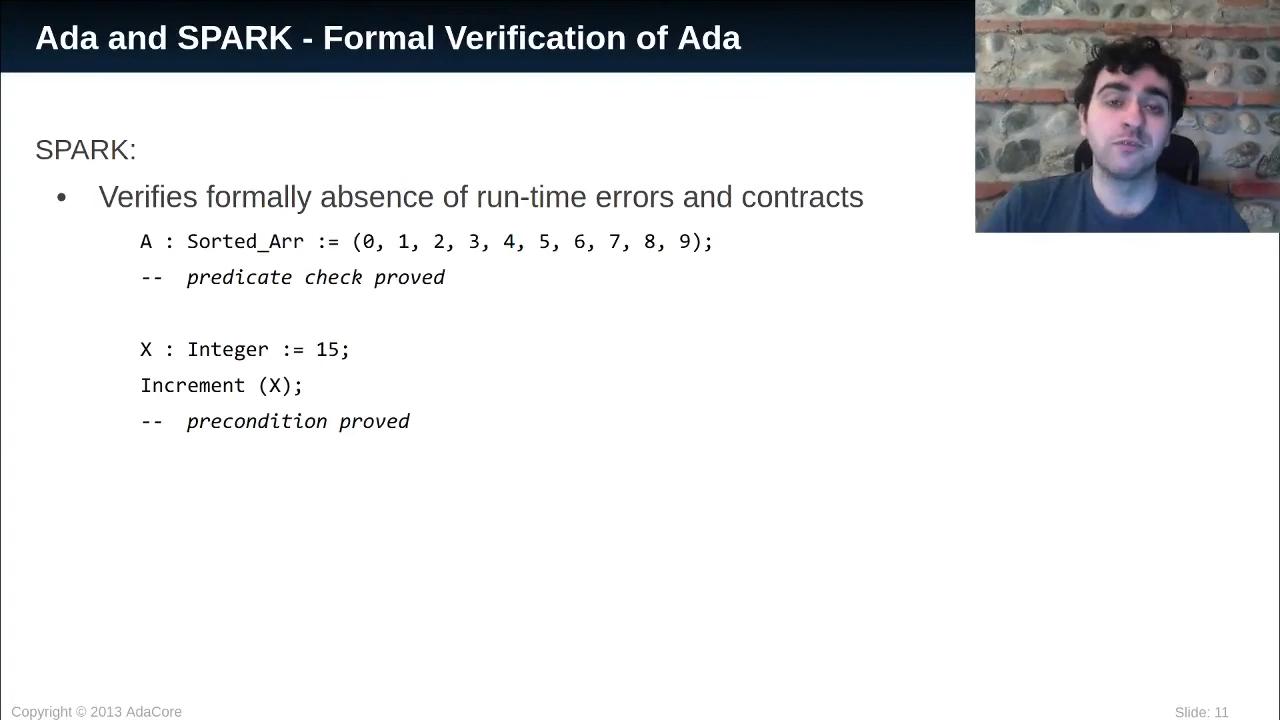 Ada and SPARK - Formal Verification of Ada
SPARK:
• Verifies formally absence of run-time errors and contracts
A : Sorted_Arr := (0, 1, 2, 3, 4, 5, 6, 7, 8, 9);
-- predicate check proved
X : Integer := 15;
Increment (X);
-- precondition proved
Copyright © 2013 AdaCore
Slide: 11